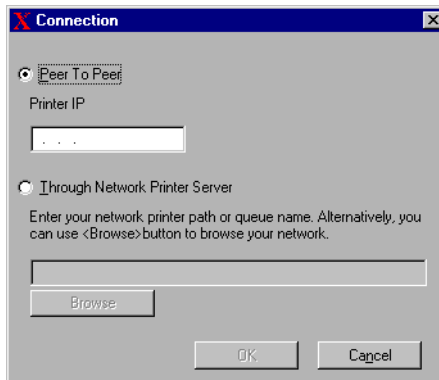 Connection
Peer To Peer
Printer IP
. . .
Through Network Printer Server
Enter your network printer path or queue name. Alternatively, you
can use <Browse>button to browse your network.
Browse
OK
Cancel